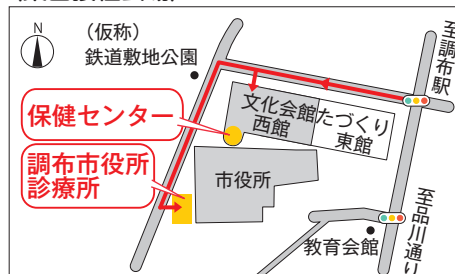 N
（仮称）
鉄道敷地公園
至調布駅
保健センター
文化会館
西館
たづくり
東館
調布市役所
診療所
市役所
至品川通り
教育会館